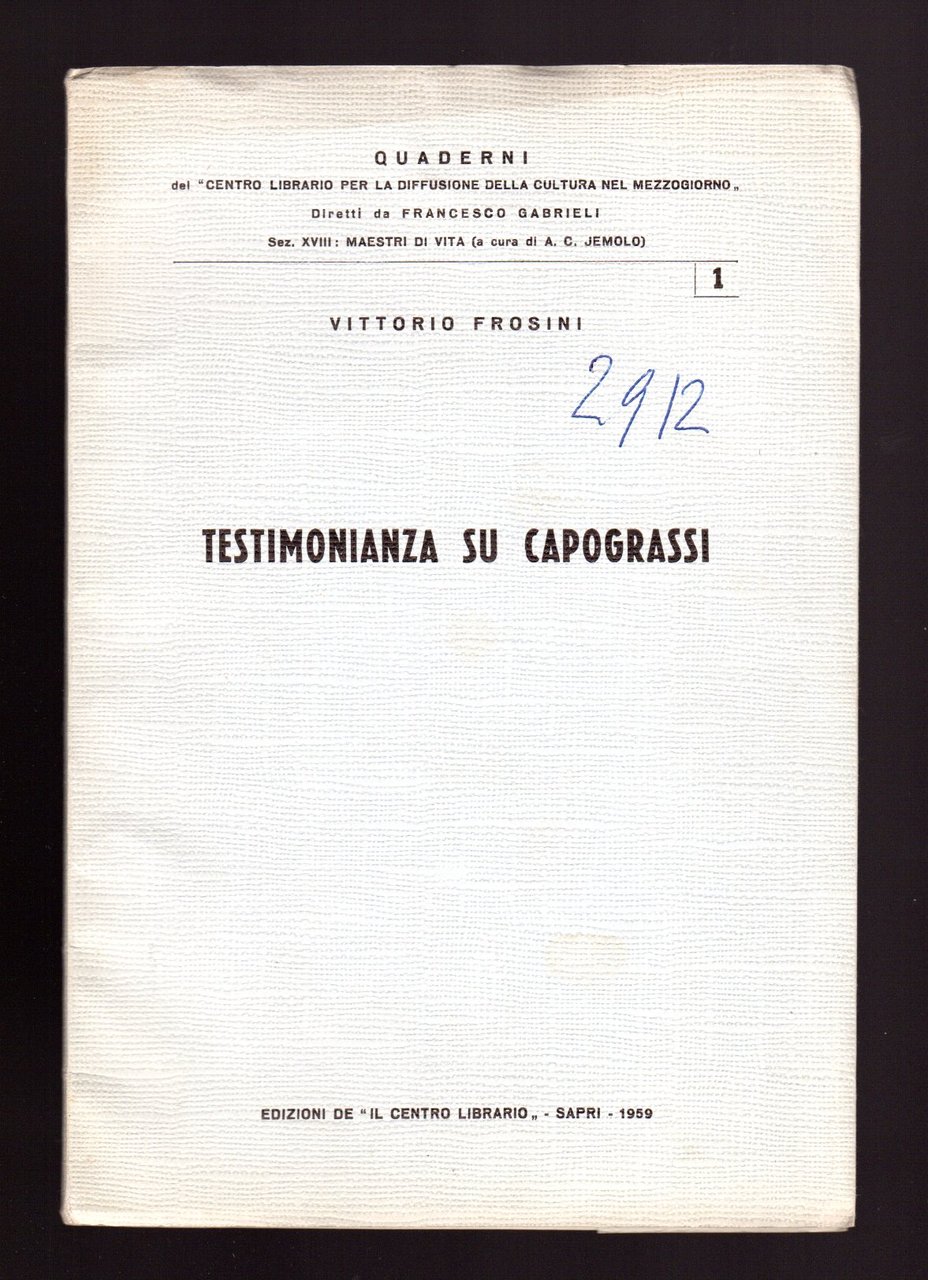 QUADERNI
del "CENTRO LIBRARIO PER LA DIFFUSIONE DELLA CULTURA NEL MEZZOGIORNO„
Diretti da FRANCESCO GABRIELI
Sez. XVIII: MAESTRI DI VITA (a cura di A. C. JEMOLO)
1
VITTORIO FROSINI
2912
TESTIMONIANZA SU CAPOGRASSI
EDIZIONI DE "IL CENTRO LIBRARIO„ - SAPRI - 1959